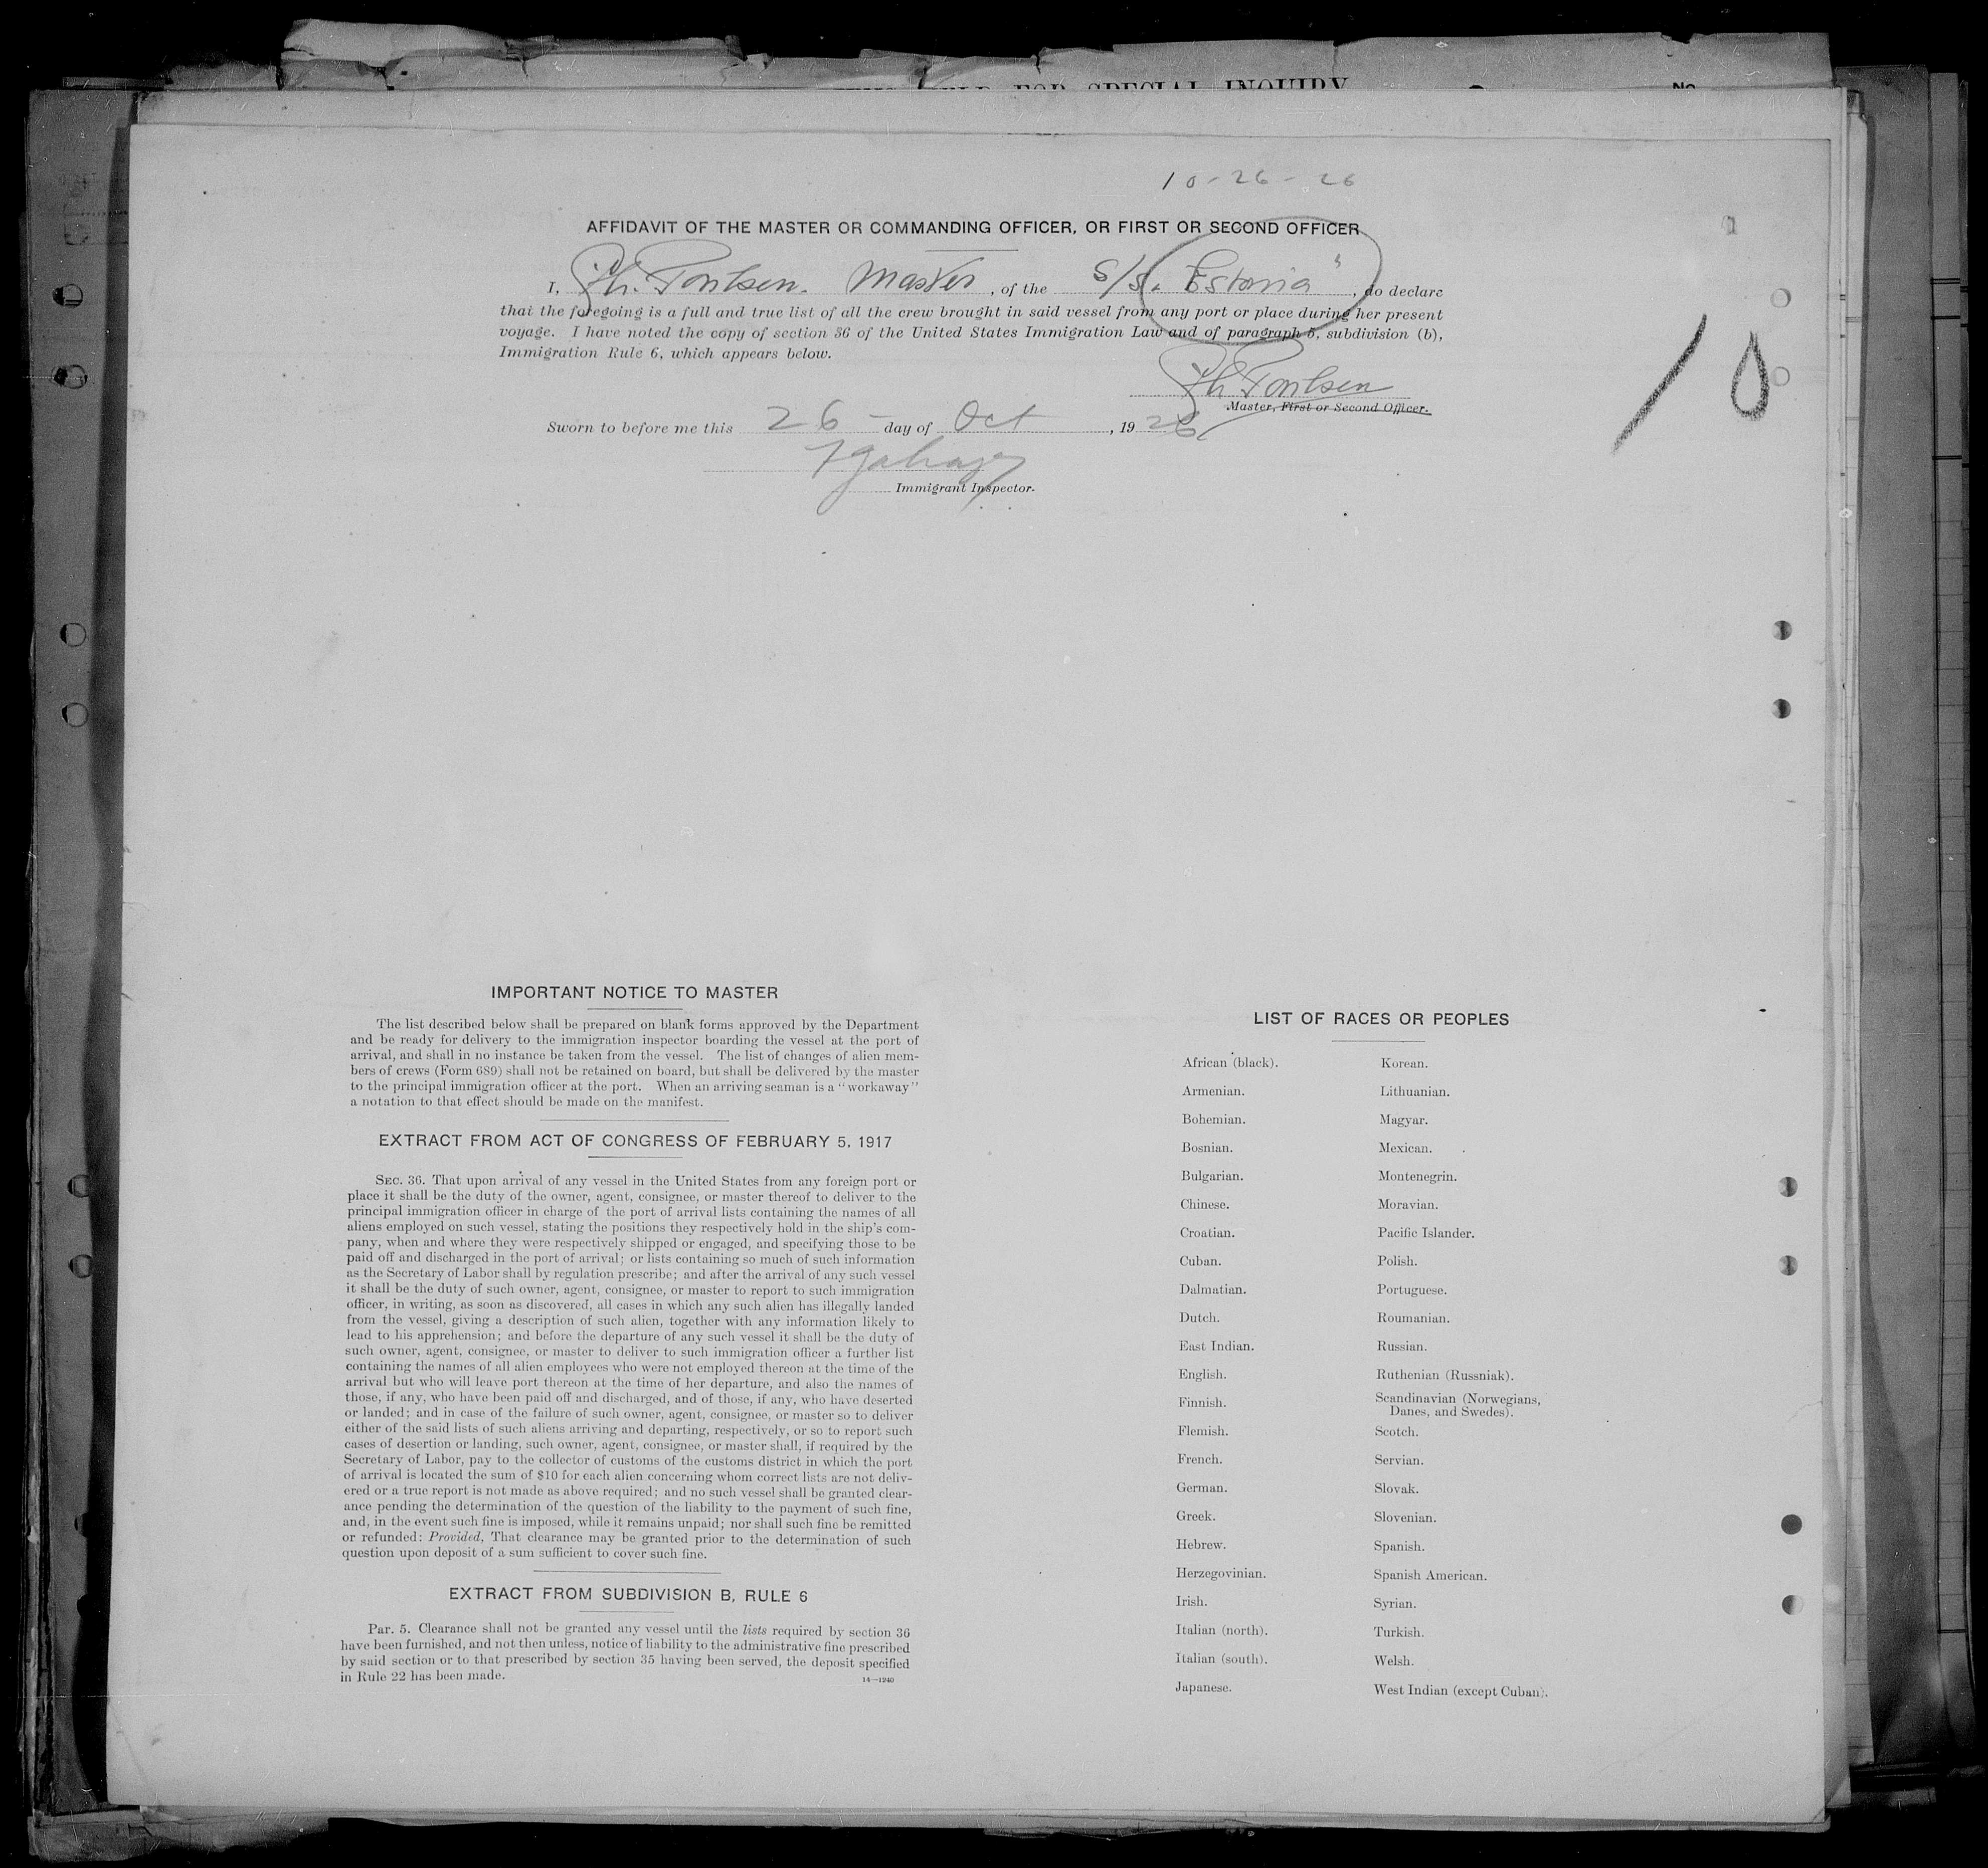 FOR SPECIAL INQUIRY
No
10-26-26
AFFIDAVIT OF THE MASTER OR COMMANDING OFFICER, OR FIRST OR SECOND OFFICER
I, Ph. Poulsen. Master, of the S/S. "Estonia", do declare
that the foregoing is a full and true list of all the crew brought in said vessel from any port or place during her present
voyage. I have noted the copy of section 36 of the United States Immigration Law and of paragraph 5, subdivision (b),
Immigration Rule 6, which appears below.
Ph Poulsen
Master, First or Second Officer.
10
Sworn to before me this 26 day of Oct, 1926
Immigrant Inspector.
IMPORTANT NOTICE TO MASTER
The list described below shall be prepared on blank forms approved by the Department
and be ready for delivery to the immigration inspector boarding the vessel at the port of
arrival, and shall in no instance be taken from the vessel. The list of changes of alien mem-
bers of crews (Form 689) shall not be retained on board, but shall be delivered by the master
to the principal immigration officer at the port. When an arriving seaman is a "workaway"
a notation to that effect should be made on the manifest.
EXTRACT FROM ACT OF CONGRESS OF FEBRUARY 5, 1917
SEC. 36. That upon arrival of any vessel in the United States from any foreign port or
place it shall be the duty of the owner, agent, consignee, or master thereof to deliver to the
principal immigration officer in charge of the port of arrival lists containing the names of all
aliens employed on such vessel, stating the positions they respectively hold in the ship's com-
pany, when and where they were respectively shipped or engaged, and specifying those to be
paid off and discharged in the port of arrival; or lists containing so much of such information
as the Secretary of Labor shall by regulation prescribe; and after the arrival of any such vessel
it shall be the duty of such owner, agent, consignee, or master to report to such immigration
officer, in writing, as soon as discovered, all cases in which any such alien has illegally landed
from the vessel, giving a description of such alien, together with any information likely to
lead to his apprehension; and before the departure of any such vessel it shall be the duty of
such owner, agent, consignee, or master to deliver to such immigration officer a further list
containing the names of all alien employees who were not employed thereon at the time of the
arrival but who will leave port thereon at the time of her departure, and also the names of
those, if any, who have been paid off and discharged, and of those, if any, who have deserted
or landed; and in case of the failure of such owner, agent, consignee, or master so to deliver
either of the said lists of such aliens arriving and departing, respectively, or so to report such
cases of desertion or landing, such owner, agent, consignee, or master shall, if required by the
Secretary of Labor, pay to the collector of customs of the customs district in which the port
of arrival is located the sum of $10 for each alien concerning whom correct lists are not deliv-
ered or a true report is not made as above required; and no such vessel shall be granted clear-
ance pending the determination of the question of the liability to the payment of such fine,
and, in the event such fine is imposed, while it remains unpaid; nor shall such fine be remitted
or refunded: Provided, That clearance may be granted prior to the determination of such
question upon deposit of a sum sufficient to cover such fine.
EXTRACT FROM SUBDIVISION B, RULE 6
Par. 5. Clearance shall not be granted any vessel until the lists required by section 36
have been furnished, and not then unless, notice of liability to the administrative fine prescribed
by said section or to that prescribed by section 35 having been served, the deposit specified
in Rule 22 has been made.
14—1240
LIST OF RACES OR PEOPLES
African (black).
Armenian.
Bohemian.
Bosnian.
Bulgarian.
Chinese.
Croatian.
Cuban.
Dalmatian.
Dutch.
East Indian.
English.
Finnish.
Flemish.
French.
German.
Greek.
Hebrew.
Herzegovinian.
Irish.
Italian (north).
Italian (south).
Japanese.
Korean.
Lithuanian.
Magyar.
Mexican.
Montenegrin.
Moravian.
Pacific Islander.
Polish.
Portuguese.
Roumanian.
Russian.
Ruthenian (Russniak).
Scandinavian (Norwegians,
Danes, and Swedes).
Scotch.
Servian.
Slovak.
Slovenian.
Spanish.
Spanish American.
Syrian.
Turkish.
Welsh.
West Indian (except Cuban).